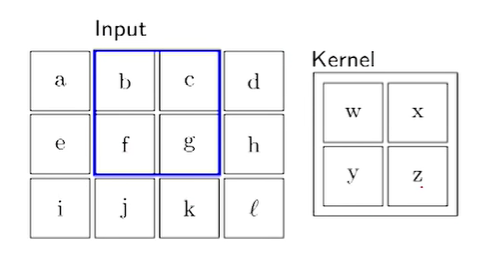 Input
a b c d
e f g h
i j k ℓ
Kernel
w x
y z